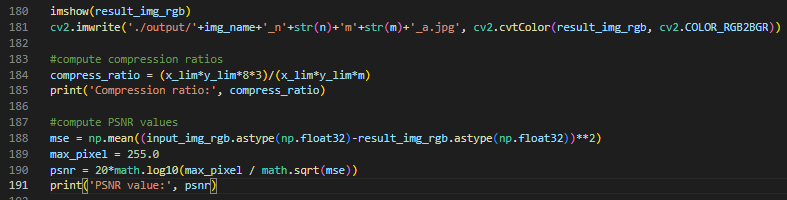 180 imshow(result_img_rgb)
181 cv2.imwrite('./output/'+img_name+'_n'+str(n)+'m'+str(m)+'_a.jpg', cv2.cvtColor(result_img_rgb, cv2.COLOR_RGB2BGR))
182
183 #compute compression ratios
184 compress_ratio = (x_lim*y_lim*8*3)/(x_lim*y_lim*m)
185 print('Compression ratio:', compress_ratio)
186
187 #compute PSNR values
188 mse = np.mean((input_img_rgb.astype(np.float32)-result_img_rgb.astype(np.float32))**2)
189 max_pixel = 255.0
190 psnr = 20*math.log10(max_pixel / math.sqrt(mse))
191 print('PSNR value:', psnr)